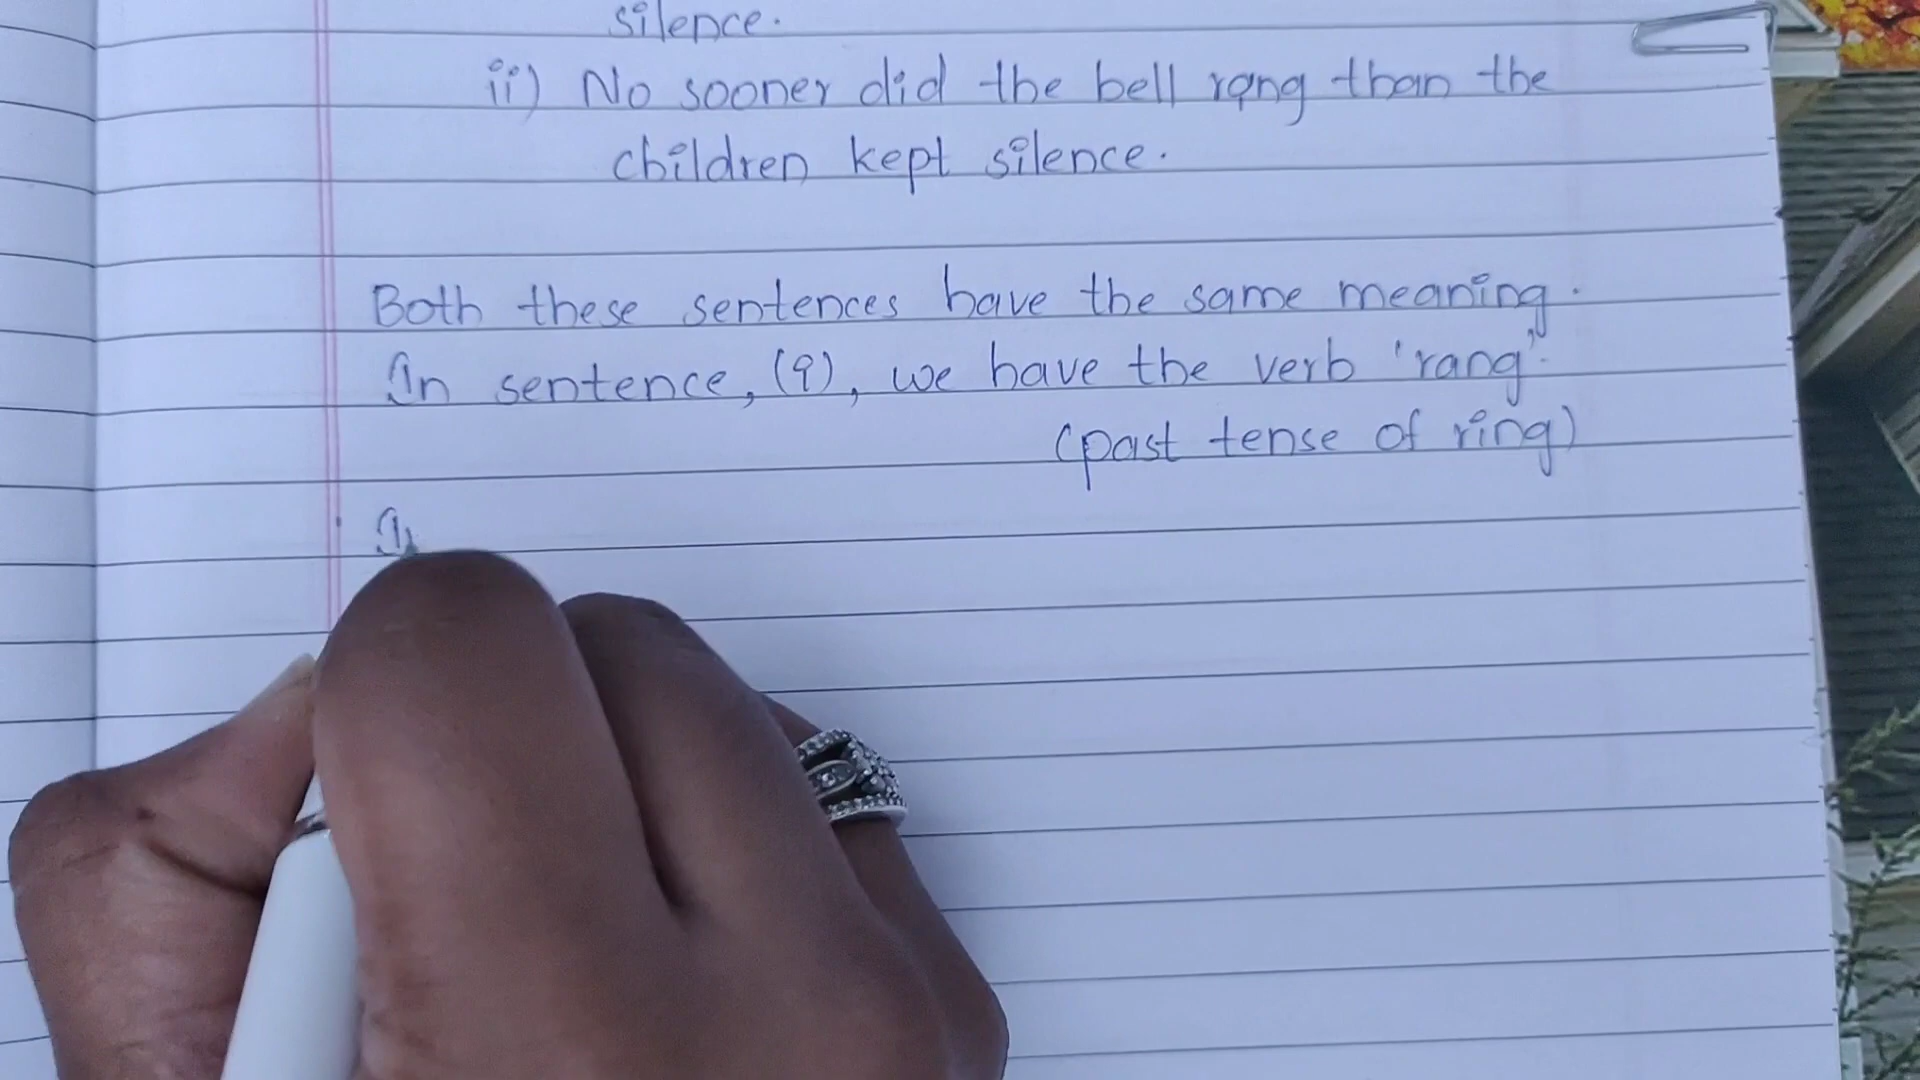 silence.
ii) No sooner did the bell rang than the
children kept silence.
Both these sentences have the same meaning.
In sentence, (i), we have the verb 'rang'.
(past tense of ring)
In